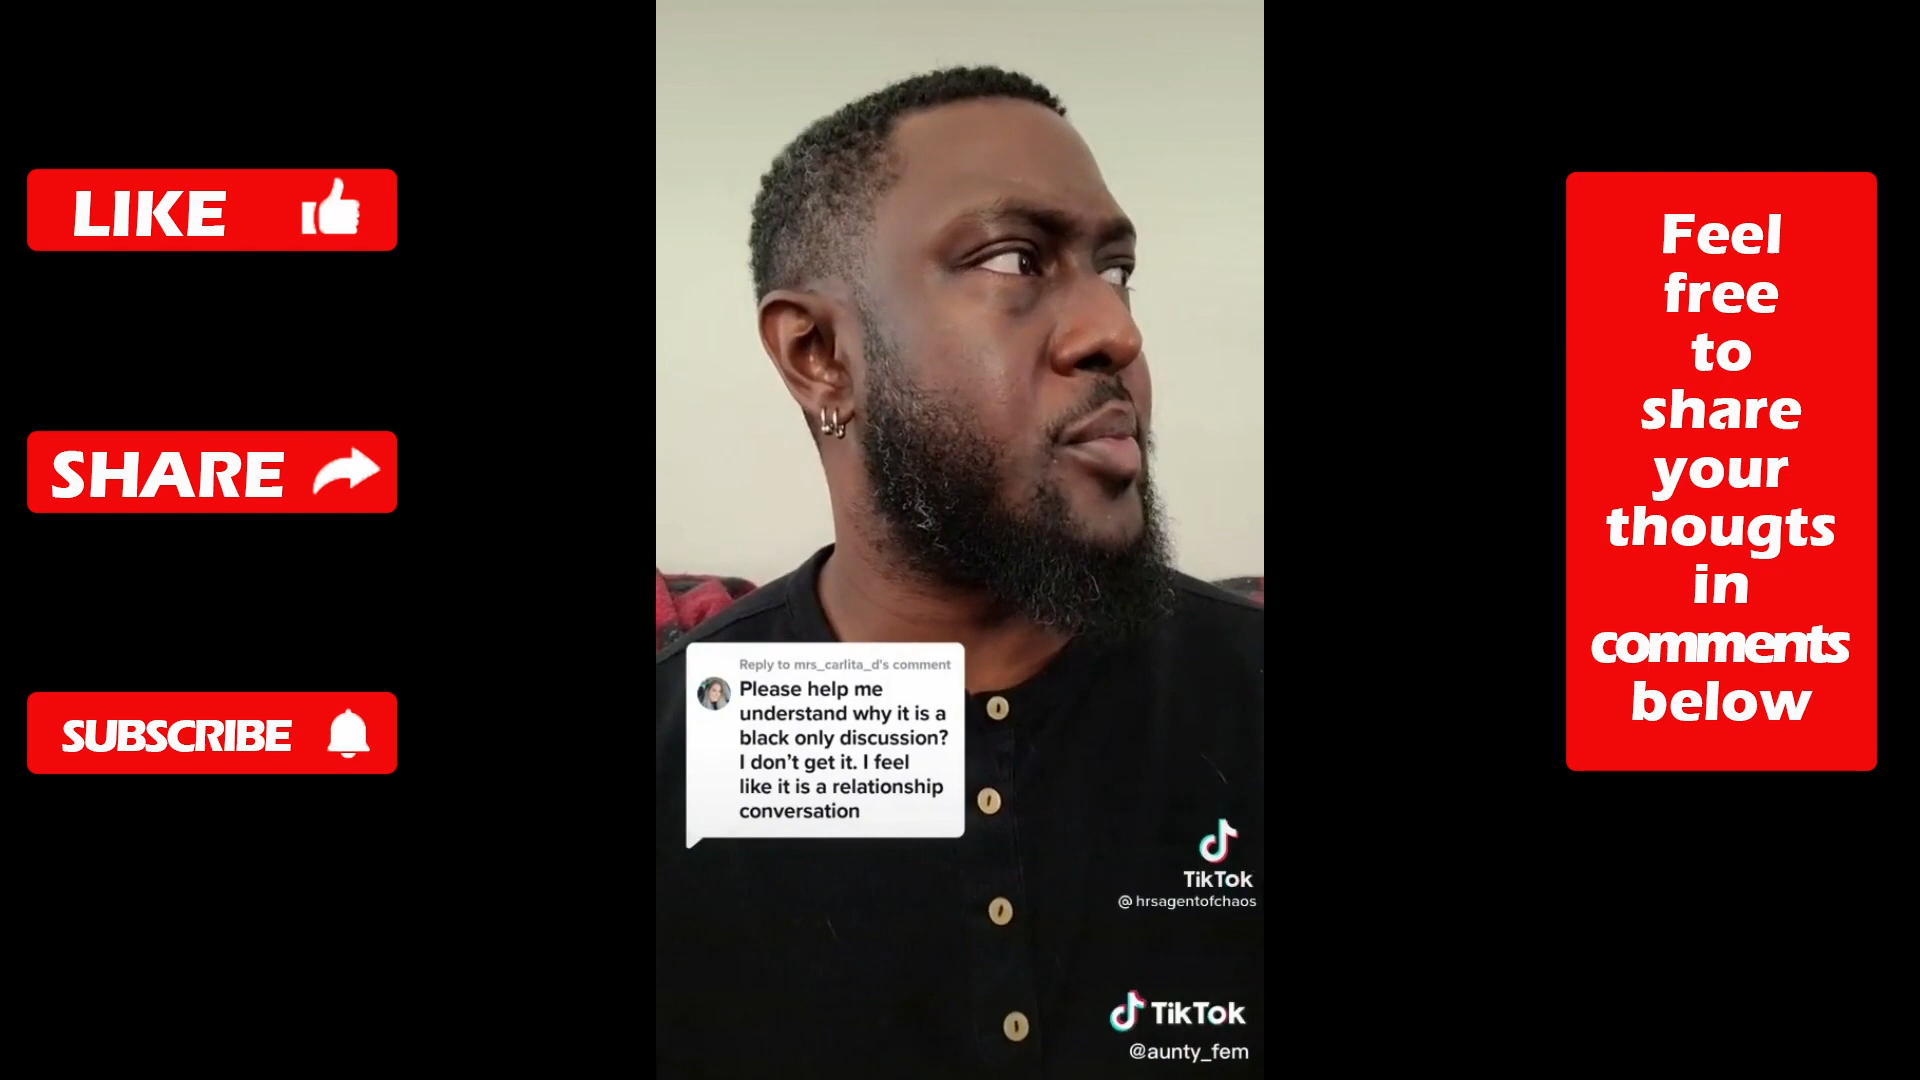 LIKE
SHARE
SUBSCRIBE
Reply to mrs_carlita_d's comment
Please help me
understand why it is a
black only discussion?
I don’t get it. I feel
like it is a relationship
conversation
TikTok
@hrsagentofchaos
TikTok
@aunty_fem
Feel
free
to
share
your
thougts
in
comments
below